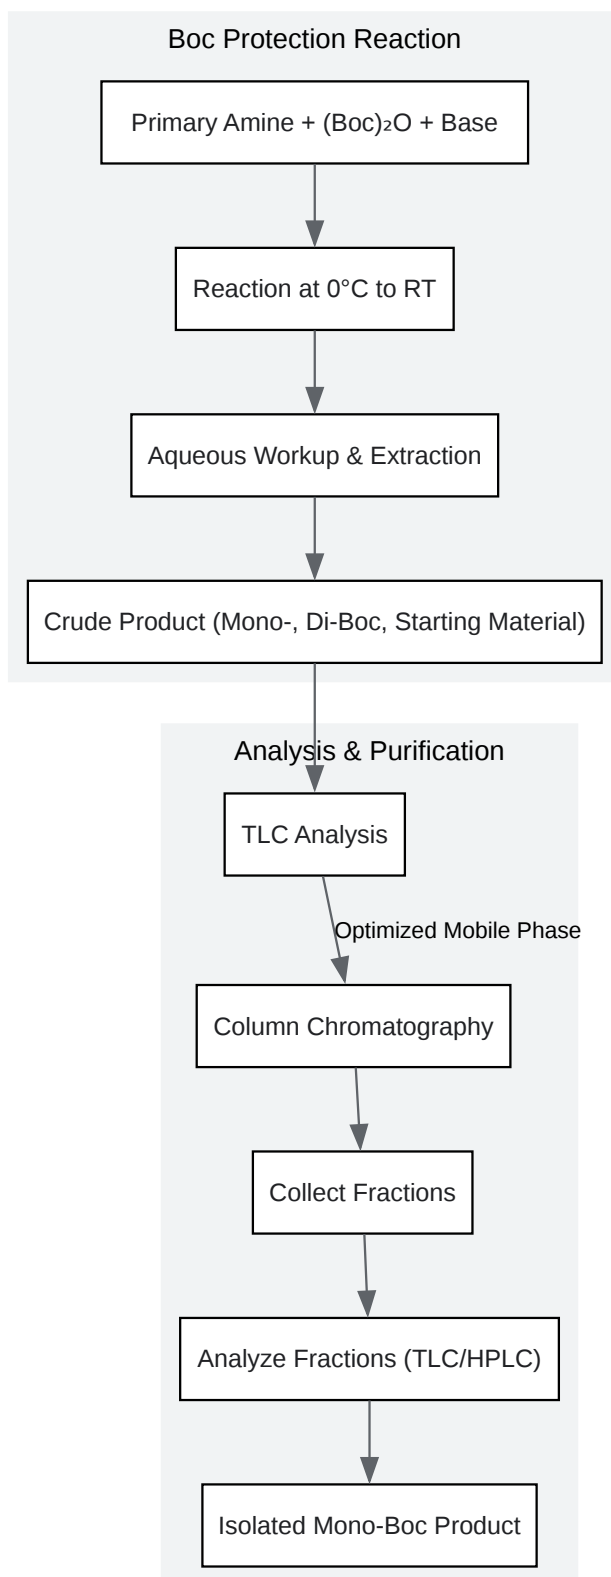 Boc Protection Reaction
Primary Amine + (Boc)₂O + Base
Reaction at 0°C to RT
Aqueous Workup & Extraction
Crude Product (Mono-, Di-Boc, Starting Material)
Analysis & Purification
TLC Analysis
Optimized Mobile Phase
Column Chromatography
Collect Fractions
Analyze Fractions (TLC/HPLC)
Isolated Mono-Boc Product